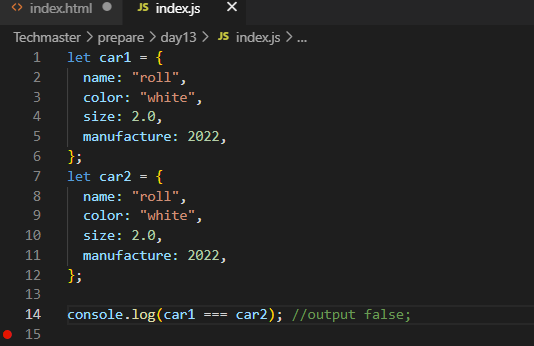 index.html JS index.js
Techmaster > prepare > day13 > JS index.js > ...
1 let car1 = {
2 name: "roll",
3 color: "white",
4 size: 2.0,
5 manufacture: 2022,
6 };
7 let car2 = {
8 name: "roll",
9 color: "white",
10 size: 2.0,
11 manufacture: 2022,
12 };
13
14 console.log(car1 === car2); //output false;
15